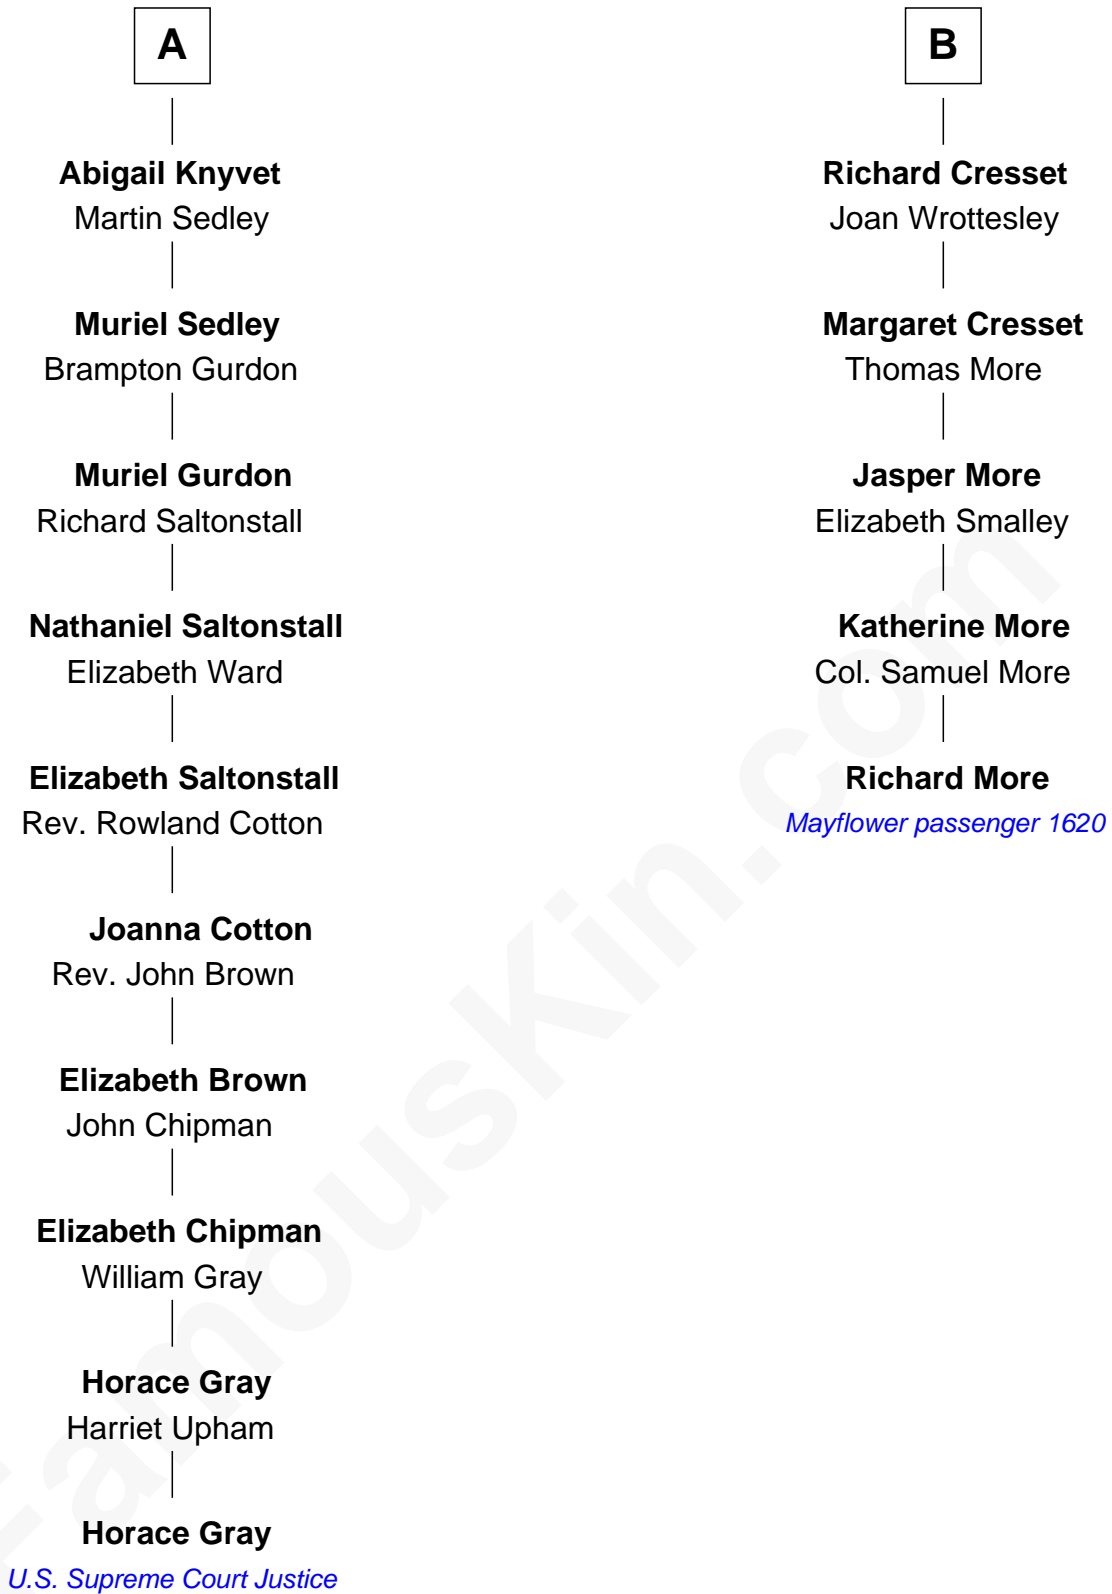 A
Abigail Knyvet
Martin Sedley
Muriel Sedley
Brampton Gurdon
Muriel Gurdon
Richard Saltonstall
Nathaniel Saltonstall
Elizabeth Ward
Elizabeth Saltonstall
Rev. Rowland Cotton
Joanna Cotton
Rev. John Brown
Elizabeth Brown
John Chipman
Elizabeth Chipman
William Gray
Horace Gray
Harriet Upham
Horace Gray
U.S. Supreme Court Justice
B
Richard Cresset
Joan Wrottesley
Margaret Cresset
Thomas More
Jasper More
Elizabeth Smalley
Katherine More
Col. Samuel More
Richard More
Mayflower passenger 1620
FamousKin.com